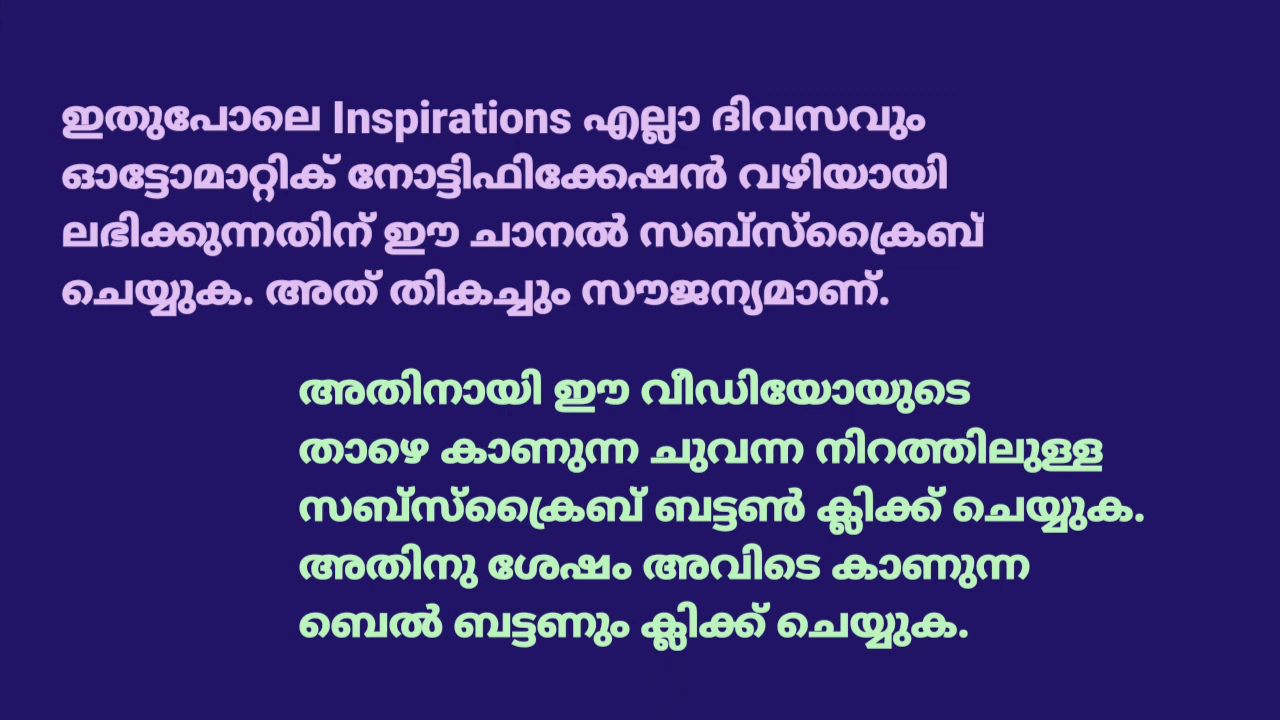 ഇതുപോലെ Inspirations എല്ലാ ദിവസവും
ഓട്ടോമാറ്റിക് നോട്ടിഫിക്കേഷൻ വഴിയായി
ലഭിക്കുന്നതിന് ഈ ചാനൽ സബ്സ്ക്രൈബ്
ചെയ്യുക. അത് തികച്ചും സൗജന്യമാണ്.
അതിനായി ഈ വീഡിയോയുടെ
താഴെ കാണുന്ന ചുവന്ന നിറത്തിലുള്ള
സബ്സ്ക്രൈബ് ബട്ടൺ ക്ലിക്ക് ചെയ്യുക.
അതിനു ശേഷം അവിടെ കാണുന്ന
ബെൽ ബട്ടണും ക്ലിക്ക് ചെയ്യുക.